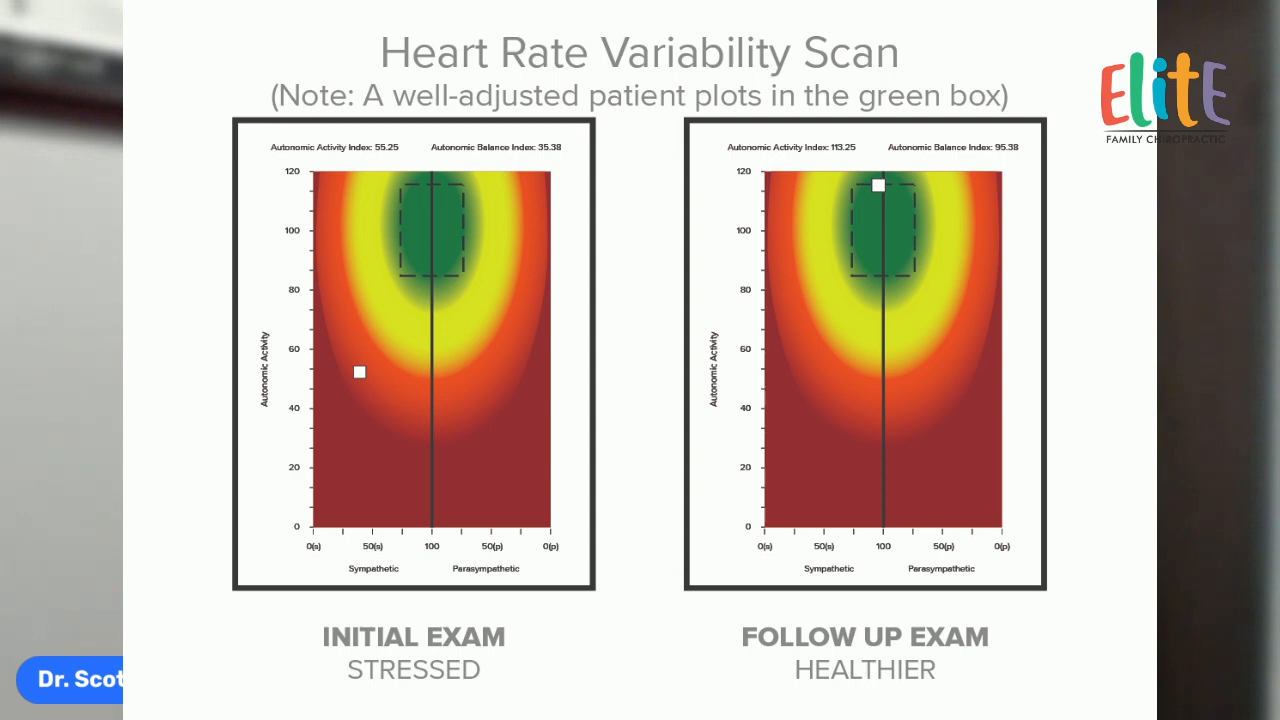 Heart Rate Variability Scan
(Note: A well-adjusted patient plots in the green box)
Elite
FAMILY CHIROPRACTIC
Autonomic Activity Index: 55.25 Autonomic Balance Index: 35.38
120
100
80
60
40
20
0
Autonomic Activity
0(s) 50(s) 100 50(p) 0(p)
Sympathetic Parasympathetic
INITIAL EXAM
STRESSED
Autonomic Activity Index: 113.25 Autonomic Balance Index: 95.38
120
100
80
60
40
20
0
Autonomic Activity
0(s) 50(s) 100 50(p) 0(p)
Sympathetic Parasympathetic
FOLLOW UP EXAM
HEALTHIER
Dr. Scot